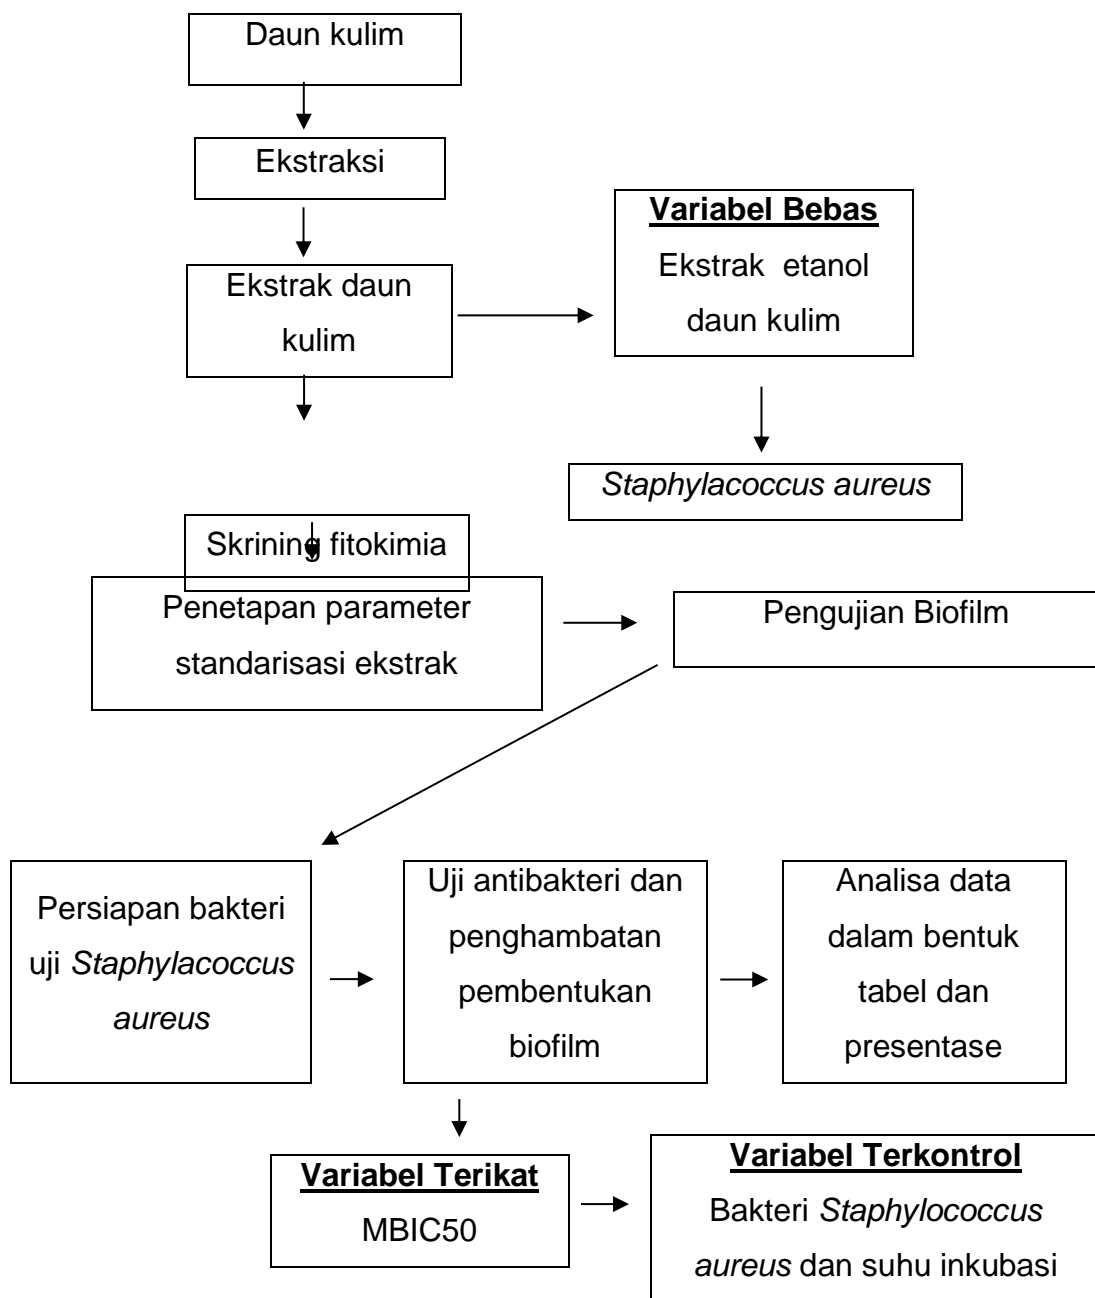 Daun kulim
Ekstraksi
Ekstrak daun
kulim
Variabel Bebas
Ekstrak etanol
daun kulim
Staphylacoccus aureus
Skrining fitokimia
Penetapan parameter
standarisasi ekstrak
Pengujian Biofilm
Persiapan bakteri
uji Staphylacoccus
aureus
Uji antibakteri dan
penghambatan
pembentukan
biofilm
Analisa data
dalam bentuk
tabel dan
presentase
Variabel Terikat
MBIC50
Variabel Terkontrol
Bakteri Staphylococcus
aureus dan suhu inkubasi